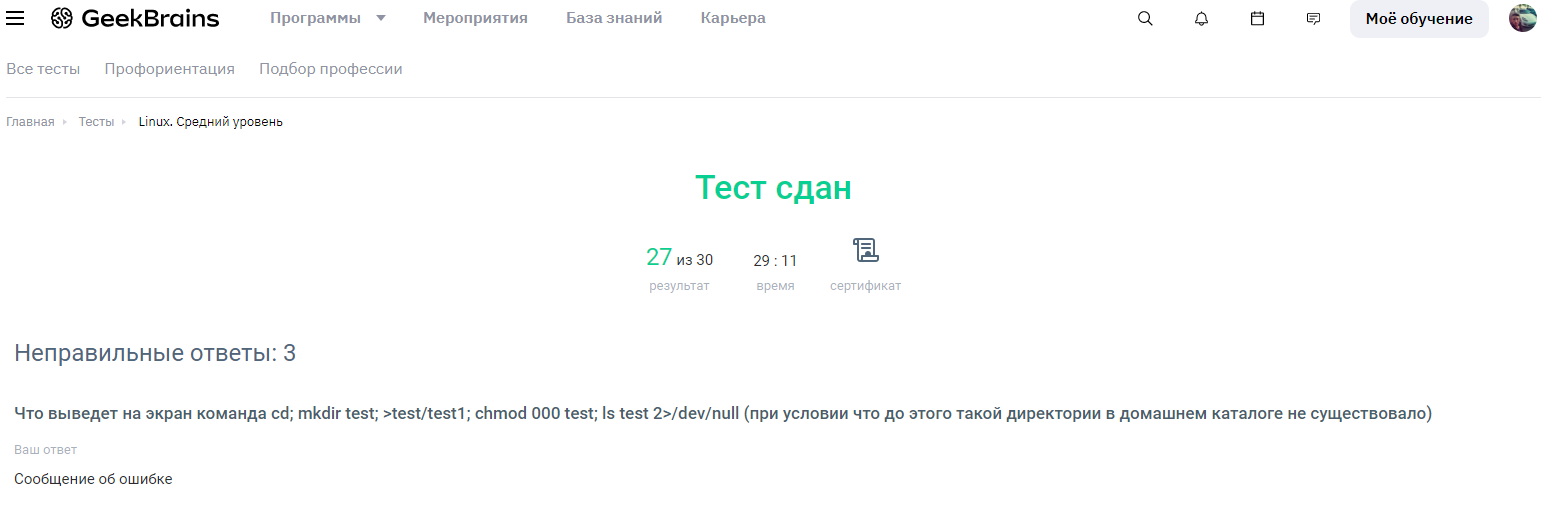 GeekBrains Программы Мероприятия База знаний Карьера Моё обучение
Все тесты Профориентация Подбор профессии
Главная Тесты Linux. Средний уровень
Тест сдан
27 из 30 29 : 11
результат время сертификат
Неправильные ответы: 3
Что выведет на экран команда cd; mkdir test; >test/test1; chmod 000 test; ls test 2>/dev/null (при условии что до этого такой директории в домашнем каталоге не существовало)
Ваш ответ
Сообщение об ошибке